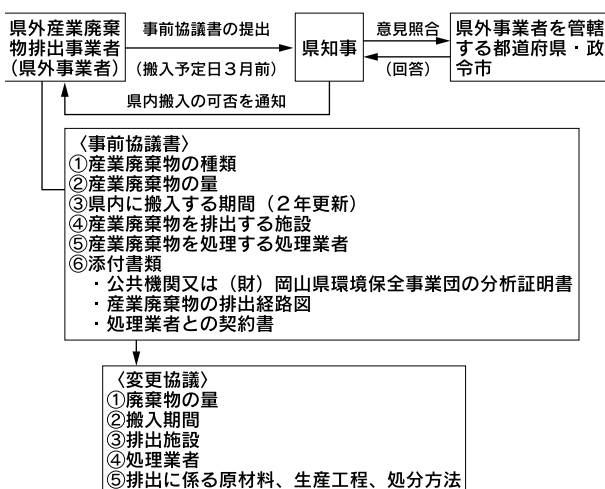 県外産業廃棄
物排出事業者
（県外事業者）
事前協議書の提出
（搬入予定日３月前）
県知事
意見照合
（回答）
県外事業者を管轄
する都道府県・政
令市
県内搬入の可否を通知
〈事前協議書〉
①産業廃棄物の種類
②産業廃棄物の量
③県内に搬入する期間（２年更新）
④産業廃棄物を排出する施設
⑤産業廃棄物を処理する処理業者
⑥添付書類
・公共機関又は（財）岡山県環境保全事業団の分析証明書
・産業廃棄物の排出経路図
・処理業者との契約書
〈変更協議〉
①廃棄物の量
②搬入期間
③排出施設
④処理業者
⑤排出に係る原材料、生産工程、処分方法